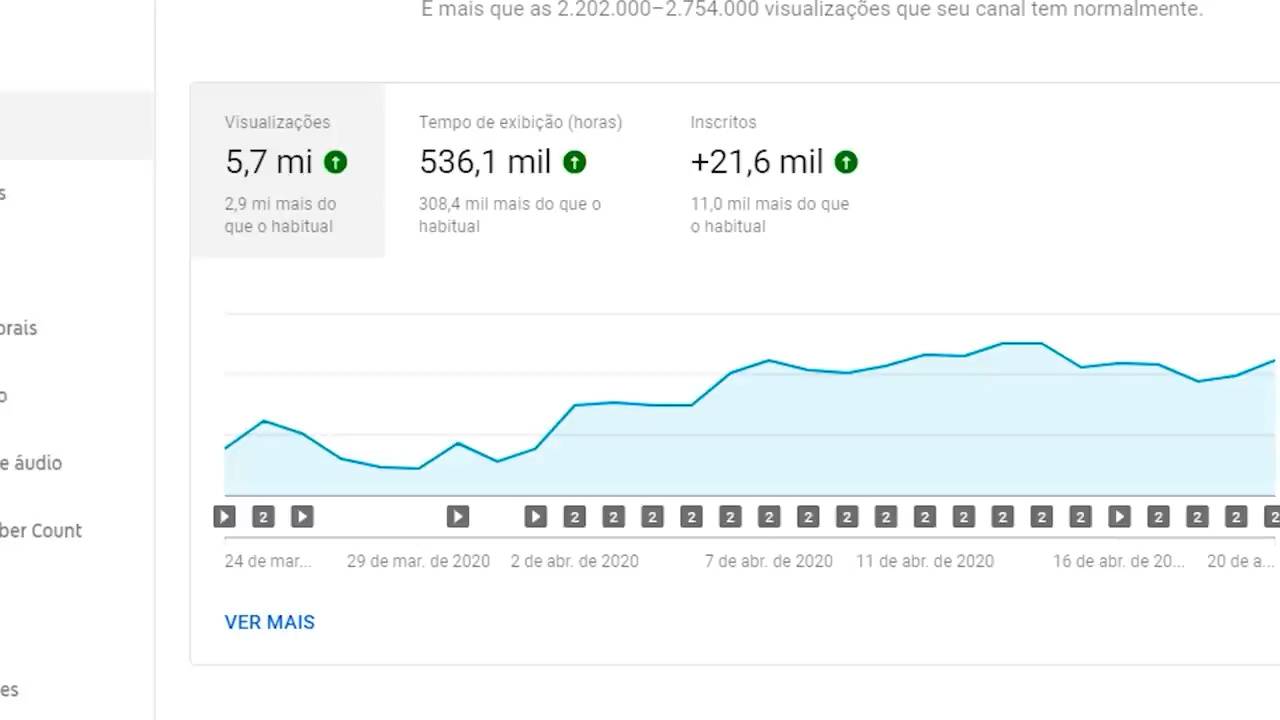 É mais que as 2.202.000–2.754.000 visualizações que seu canal tem normalmente.
Visualizações
5,7 mi
2,9 mi mais do
que o habitual
Tempo de exibição (horas)
536,1 mil
308,4 mil mais do que o
habitual
Inscritos
+21,6 mil
11,0 mil mais do que
o habitual
s
orais
o
e áudio
ber Count
es
2 2 2 2 2 2 2 2 2 2 2 2 2 2 2 2 2 2 2
24 de mar... 29 de mar. de 2020 2 de abr. de 2020 7 de abr. de 2020 11 de abr. de 2020 16 de abr. de 20... 20 de a...
VER MAIS